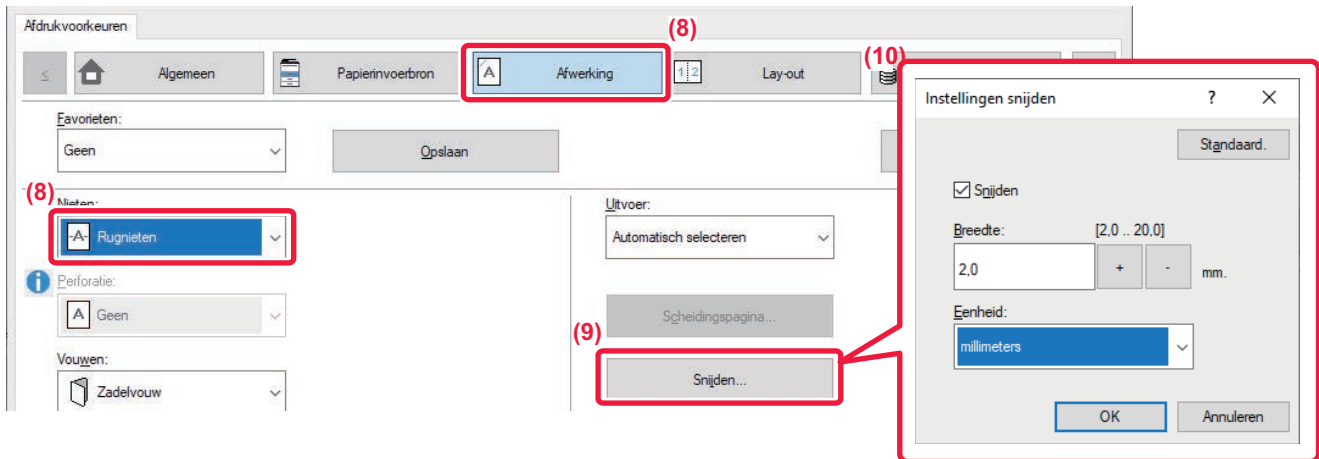 Afdrukvoorkeuren
(8)
≤ Algemeen Papierinvoerbron A Afwerking 1 2 Lay-out
(10)
Favorieten:
Geen
Opslaan
(8)
Nieten:
-A- Rugnieten
Perforatie:
A Geen
Vouwen:
Zadelvouw
Uitvoer:
Automatisch selecteren
Scheidingspagina...
(9)
Snijden...
Instellingen snijden ? ×
Standaard.
Snijden
Breedte: [2,0 .. 20,0]
2,0 + - mm.
Eenheid:
millimeters
OK Annuleren